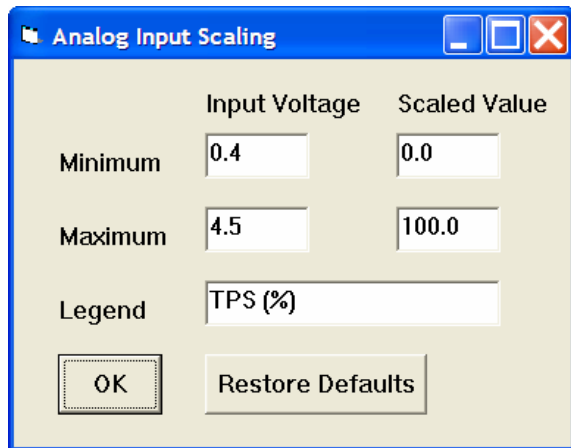 Analog Input Scaling
Input Voltage Scaled Value
Minimum 0.4 0.0
Maximum 4.5 100.0
Legend TPS (%)
OK Restore Defaults